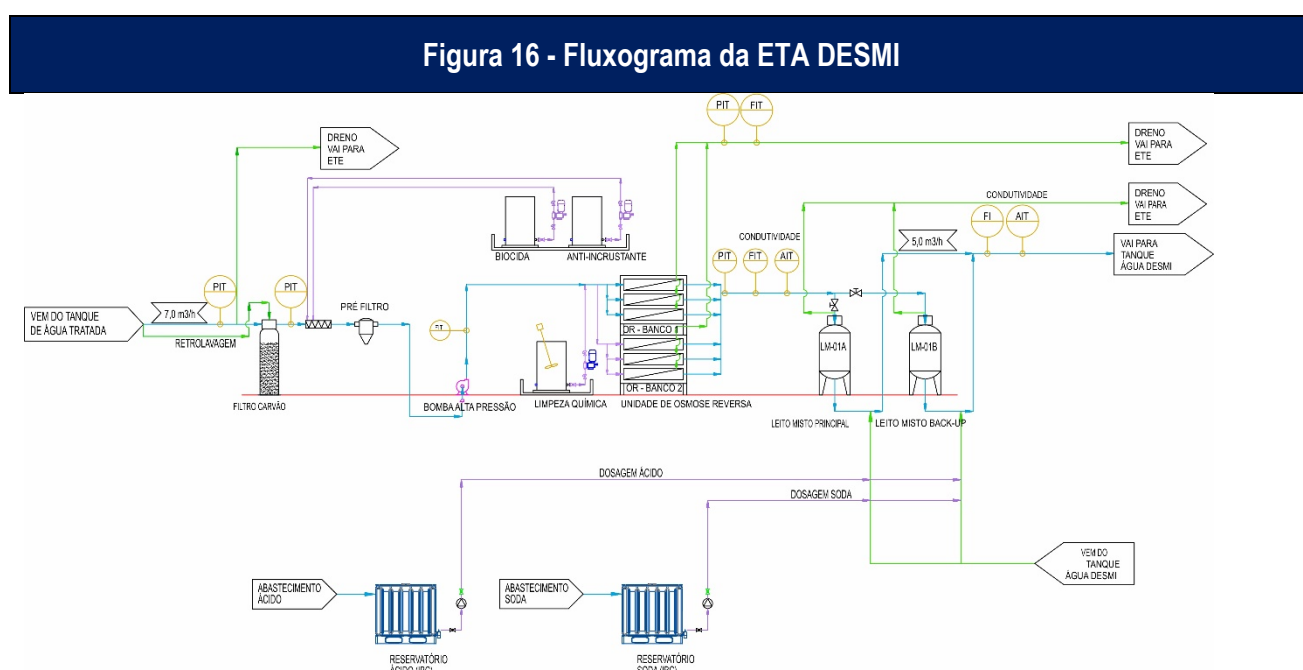 Figura 16 - Fluxograma da ETA DESMI
PIT
FIT
DRENO
VAI PARA
ETE
DRENO
VAI PARA
ETE
DRENO
VAI PARA
ETE
CONDUTIVIDADE
BIOCIDA
ANTI-INCRUSTANTE
CONDUTIVIDADE
FI
AIT
5,0 m3/h
VAI PARA
TANQUE
ÁGUA DESMI
PIT
FIT
AIT
PIT
PIT
PRÉ FILTRO
VEM DO TANQUE
DE ÁGUA TRATADA
7,0 m3/h
RETROLAVAGEM
OR - BANCO 1
OR - BANCO 2
LM-01A
LM-01B
FILTRO CARVÃO
BOMBA ALTA PRESSÃO
LIMPEZA QUÍMICA
UNIDADE DE OSMOSE REVERSA
LEITO MISTO PRINCIPAL
LEITO MISTO BACK-UP
DOSAGEM ÁCIDO
DOSAGEM SODA
VEM DO
TANQUE
ÁGUA DESMI
ABASTECIMENTO
ÁCIDO
ABASTECIMENTO
SODA
RESERVATÓRIO
ÁCIDO (IBC)
RESERVATÓRIO
SODA (IBC)